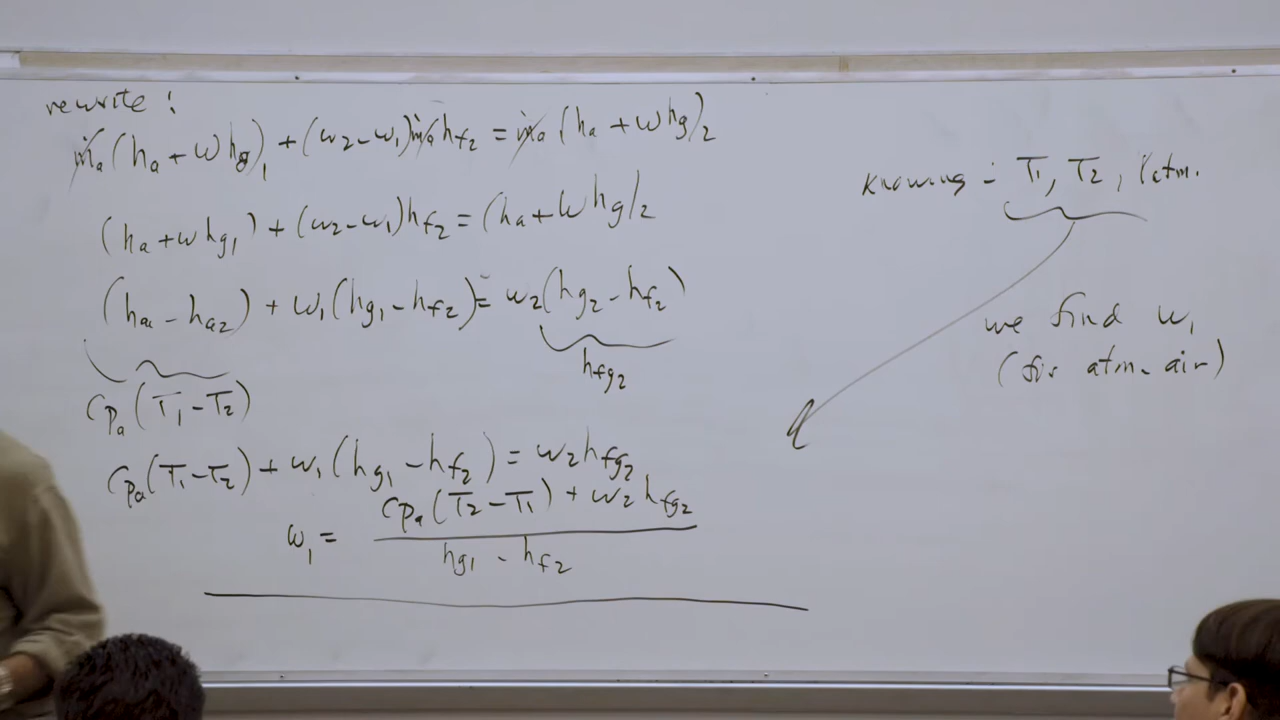 rewrite :
ṁa (ha + ω hg)1 + (ω2 - ω1) ṁa hf2 = ṁa (ha + ω hg)2
(ha + ω hg1) + (ω2 - ω1) hf2 = (ha + ω hg)2
(ha1 - ha2) + ω1 (hg1 - hf2) = ω2 (hg2 - hf2)
hfg2
Cpa (T1 - T2)
Cpa (T1 - T2) + ω1 (hg1 - hf2) = ω2 hfg2
ω1 = Cpa (T2 - T1) + ω2 hfg2 / hg1 - hf2
Knowing : T1, T2, Patm.
we find ω1
(for atm. air)